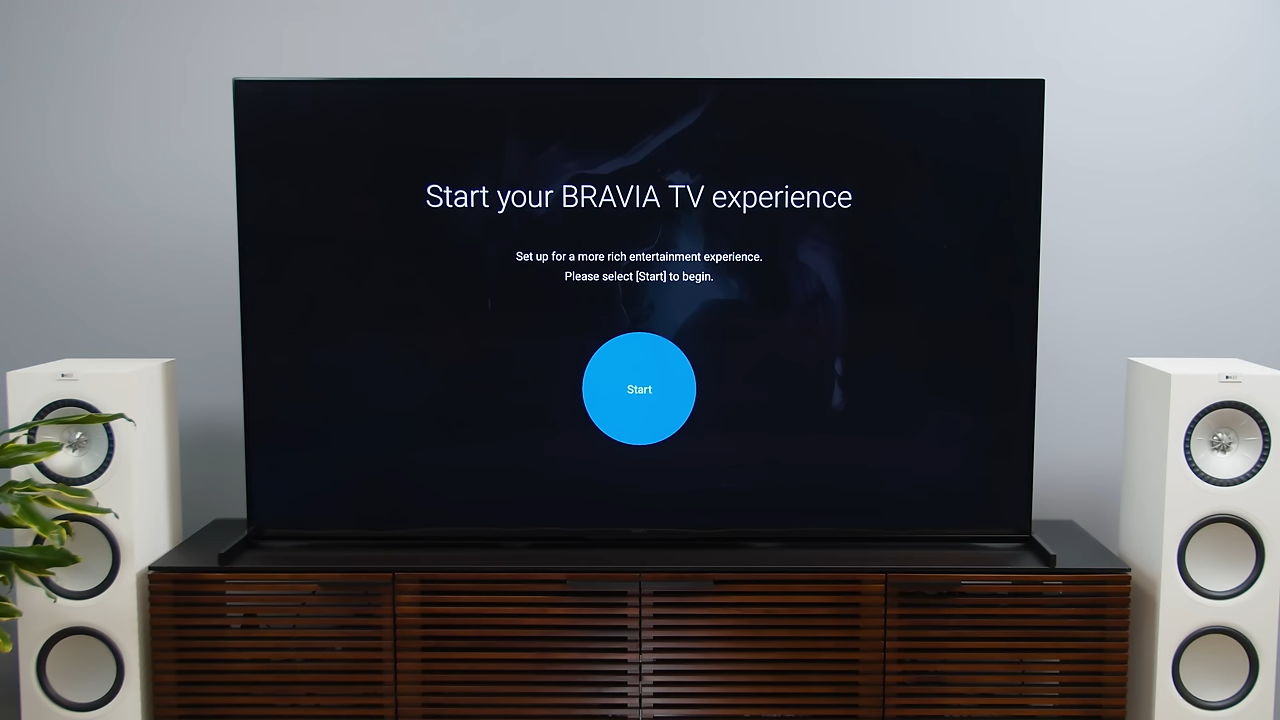 Start your BRAVIA TV experience
Set up for a more rich entertainment experience.
Please select [Start] to begin.
Start